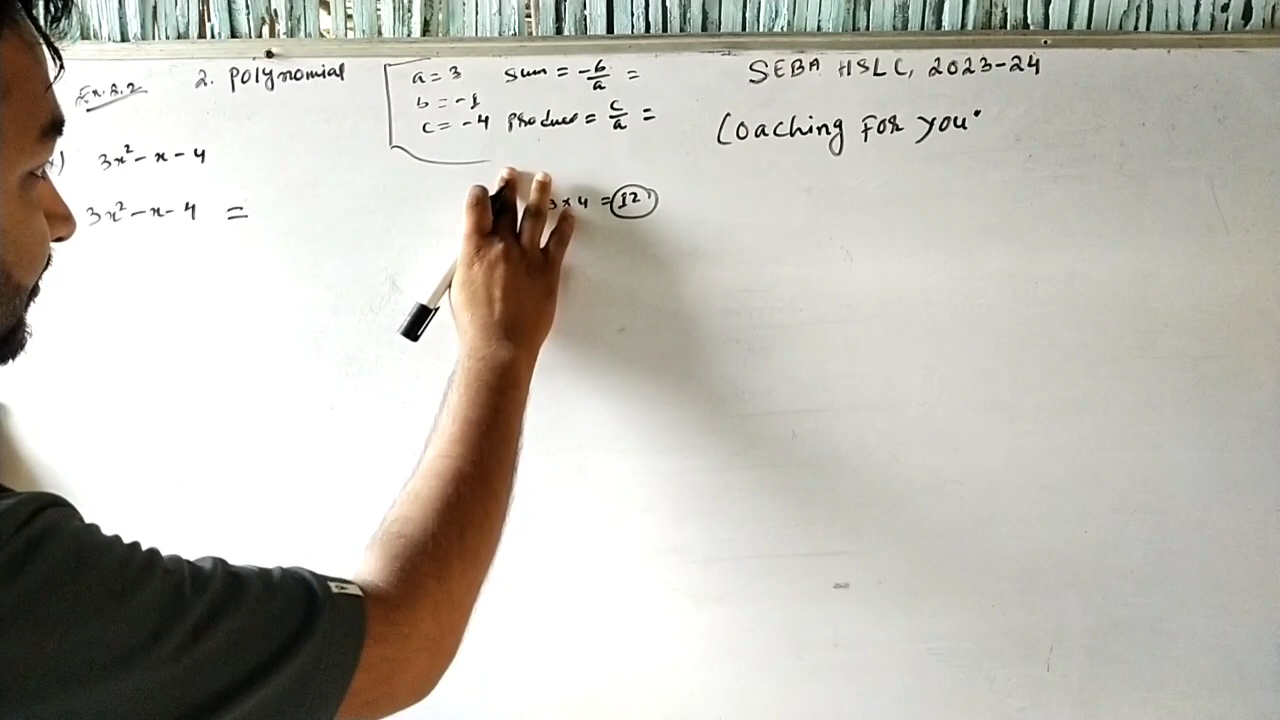 Ex. 2.2
2. Polynomial
a = 3 sum = -b/a =
b = -1
c = -4 product = c/a =
SEBA HSLC, 2023-24
Coaching For you
) 3x² - x - 4
3x² - x - 4 =
3 x 4 = 12